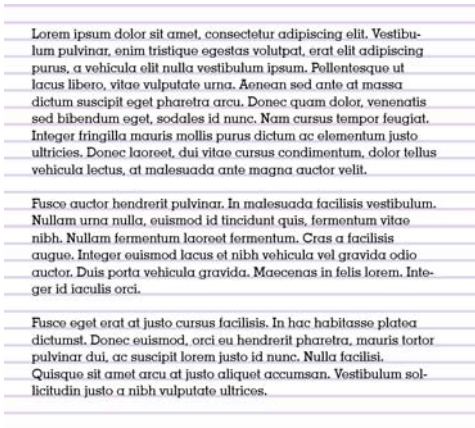 Lorem ipsum dolor sit amet, consectetur adipiscing elit. Vestibu-
lum pulvinar, enim tristique egestas volutpat, erat elit adipiscing
purus, a vehicula elit nulla vestibulum ipsum. Pellentesque ut
lacus libero, vitae vulputate urna. Aenean sed ante at massa
dictum suscipit eget pharetra arcu. Donec quam dolor, venenatis
sed bibendum eget, sodales id nunc. Nam cursus tempor feugiat.
Integer fringilla mauris mollis purus dictum ac elementum justo
ultricies. Donec laoreet, dui vitae cursus condimentum, dolor tellus
vehicula lectus, at malesuada ante magna auctor velit.

Fusce auctor hendrerit pulvinar. In malesuada facilisis vestibulum.
Nullam urna nulla, euismod id tincidunt quis, fermentum vitae
nibh. Nullam fermentum laoreet fermentum. Cras a facilisis
augue. Integer euismod lacus et nibh vehicula vel gravida odio
auctor. Duis porta vehicula gravida. Maecenas in felis lorem. Inte-
ger id iaculis orci.

Fusce eget erat at justo cursus facilisis. In hac habitasse platea
dictumst. Donec euismod, orci eu hendrerit pharetra, mauris tortor
pulvinar dui, ac suscipit lorem justo id nunc. Nulla facilisi.
Quisque sit amet arcu at justo aliquet accumsan. Vestibulum sol-
licitudin justo a nibh vulputate ultrices.